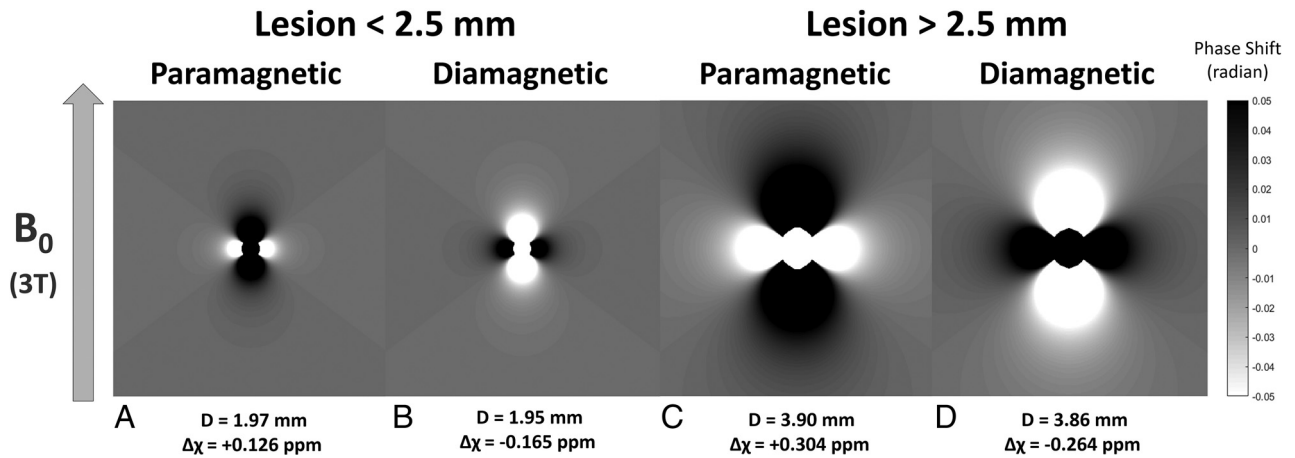 Lesion < 2.5 mm
Lesion > 2.5 mm
Paramagnetic
Diamagnetic
Paramagnetic
Diamagnetic
Phase Shift
(radian)
B₀
(3T)
0.05
0.04
0.03
0.02
0.01
0
-0.01
-0.02
-0.03
-0.04
-0.05
A
D = 1.97 mm
Δχ = +0.126 ppm
B
D = 1.95 mm
Δχ = -0.165 ppm
C
D = 3.90 mm
Δχ = +0.304 ppm
D
D = 3.86 mm
Δχ = -0.264 ppm